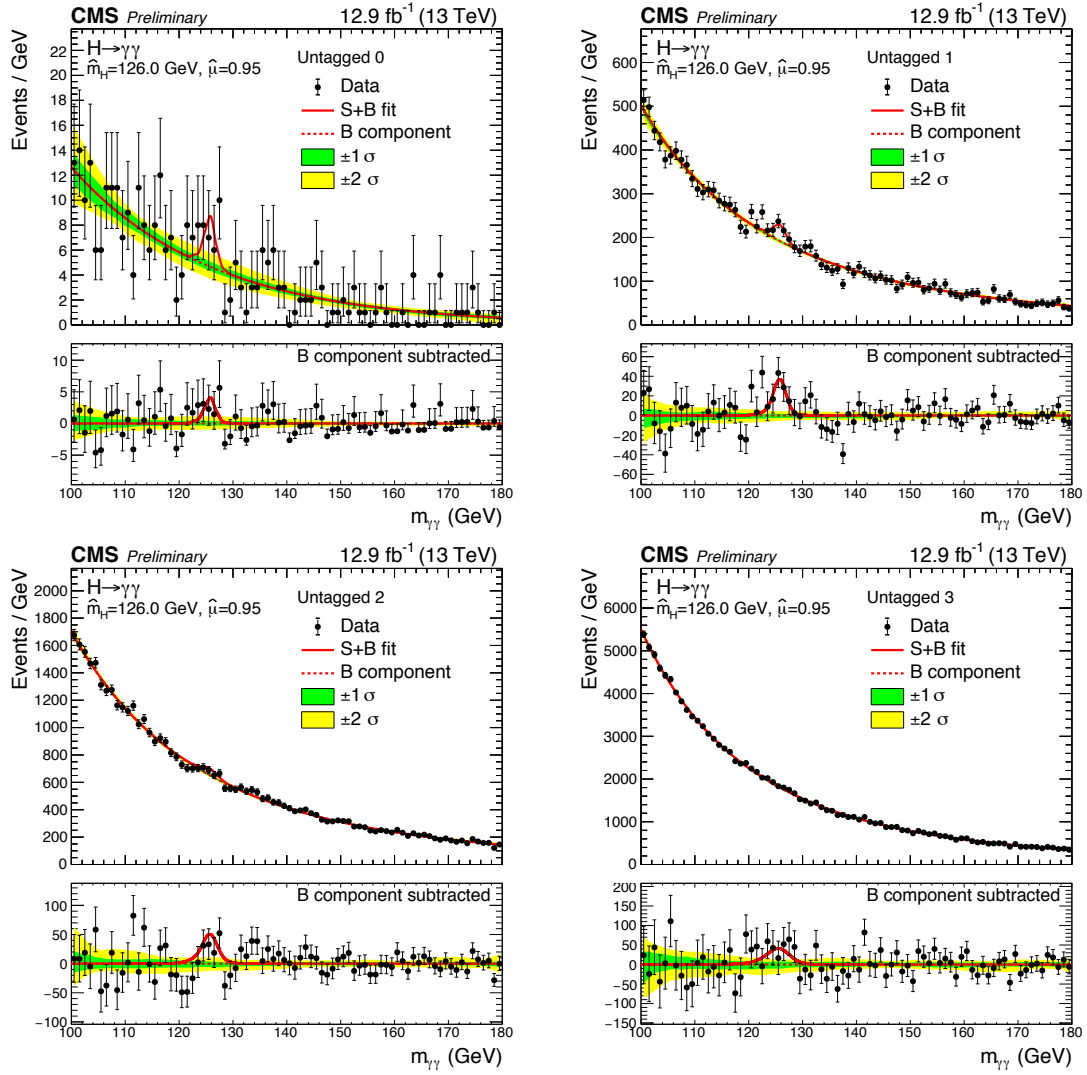 CMS Preliminary 12.9 fb⁻¹ (13 TeV)
Events / GeV
H→γγ
m̂_H=126.0 GeV, μ̂=0.95
Untagged 0
Data
S+B fit
B component
±1 σ
±2 σ
22
20
18
16
14
12
10
8
6
4
2
0
B component subtracted
10
5
0
−5
100 110 120 130 140 150 160 170 180
m_γγ (GeV)
CMS Preliminary 12.9 fb⁻¹ (13 TeV)
Events / GeV
H→γγ
m̂_H=126.0 GeV, μ̂=0.95
Untagged 1
Data
S+B fit
B component
±1 σ
±2 σ
600
500
400
300
200
100
0
B component subtracted
60
40
20
0
−20
−40
−60
100 110 120 130 140 150 160 170 180
m_γγ (GeV)
CMS Preliminary 12.9 fb⁻¹ (13 TeV)
Events / GeV
H→γγ
m̂_H=126.0 GeV, μ̂=0.95
Untagged 2
Data
S+B fit
B component
±1 σ
±2 σ
2000
1800
1600
1400
1200
1000
800
600
400
200
0
B component subtracted
100
50
0
−50
−100
100 110 120 130 140 150 160 170 180
m_γγ (GeV)
CMS Preliminary 12.9 fb⁻¹ (13 TeV)
Events / GeV
H→γγ
m̂_H=126.0 GeV, μ̂=0.95
Untagged 3
Data
S+B fit
B component
±1 σ
±2 σ
6000
5000
4000
3000
2000
1000
0
B component subtracted
200
150
100
50
0
−50
−100
−150
100 110 120 130 140 150 160 170 180
m_γγ (GeV)